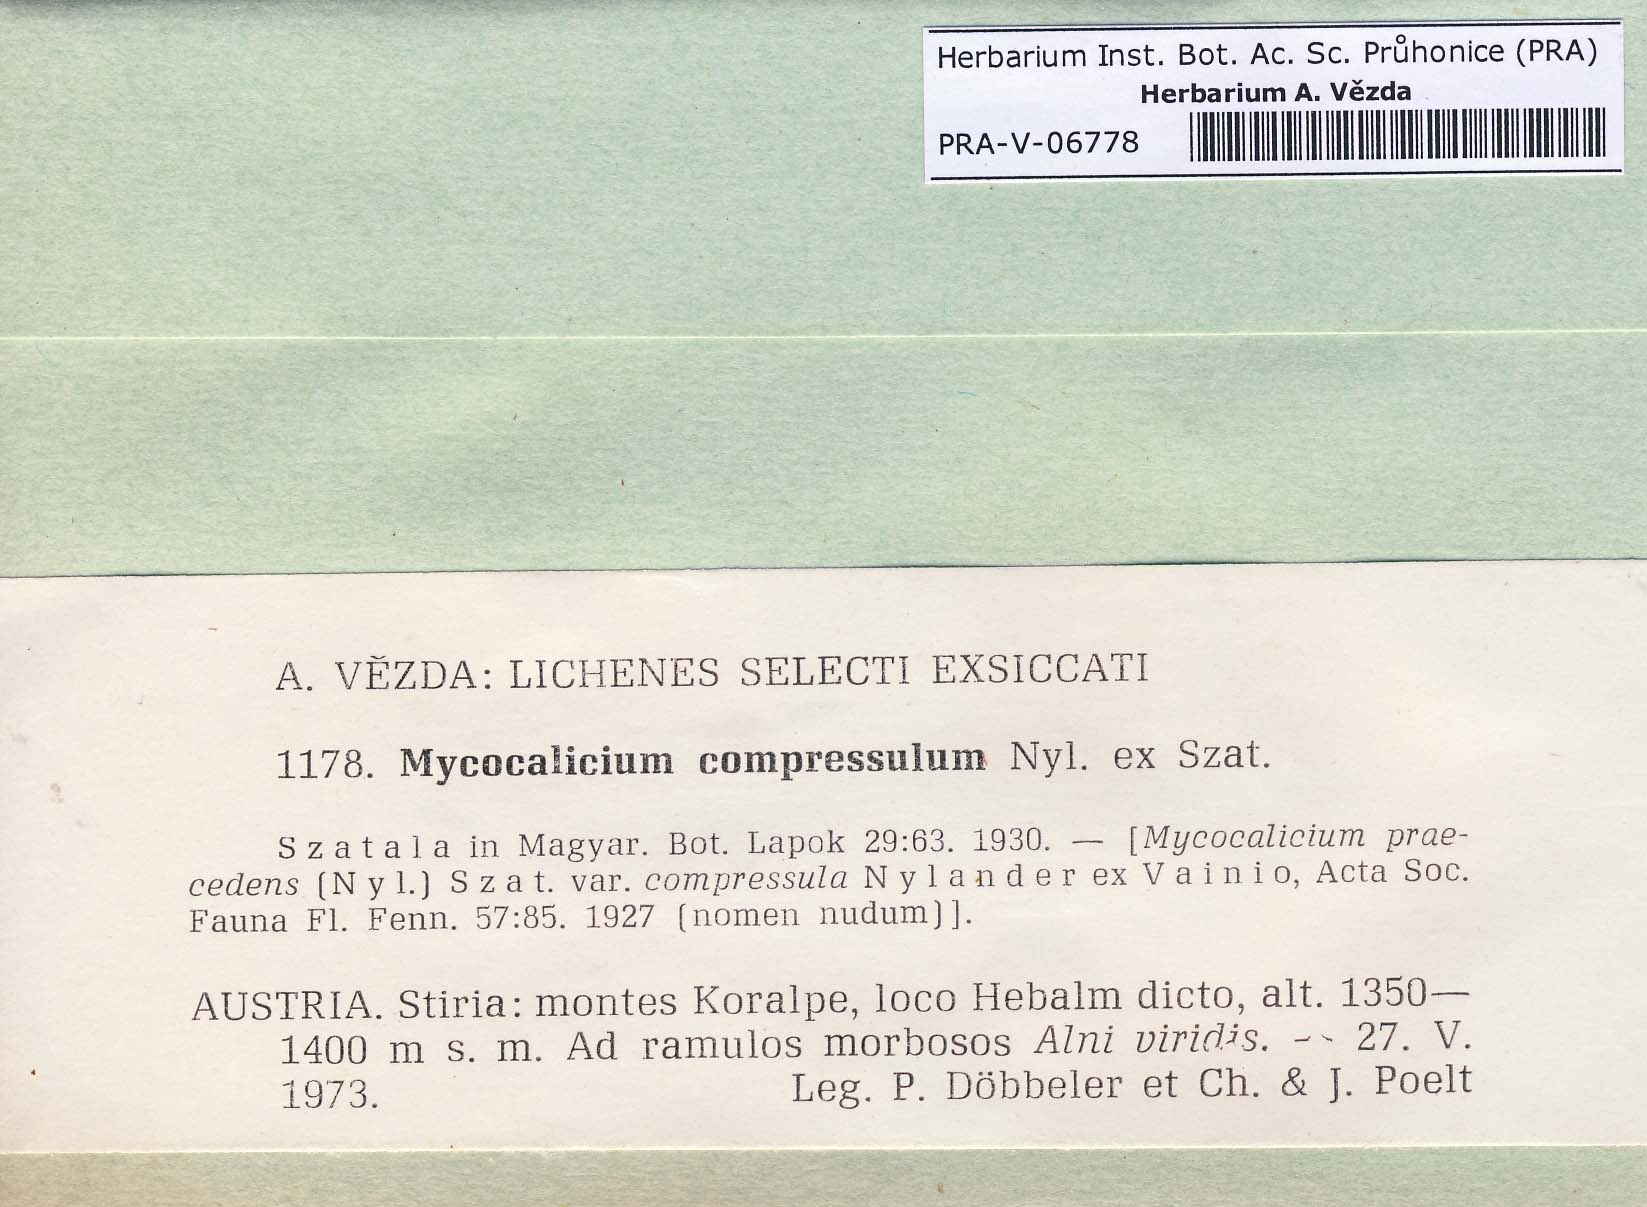 Herbarium Inst. Bot. Ac. Sc. Průhonice (PRA)
Herbarium A. Vězda
PRA-V-06778
A. VĚZDA: LICHENES SELECTI EXSICCATI
1178. Mycocalicium compressulum Nyl. ex Szat.
Szatala in Magyar. Bot. Lapok 29:63. 1930. — [Mycocalicium prae-
cedens (Nyl.) Szat. var. compressula Nylander ex Vainio, Acta Soc.
Fauna Fl. Fenn. 57:85. 1927 (nomen nudum)].
AUSTRIA. Stiria: montes Koralpe, loco Hebalm dicto, alt. 1350—
1400 m s. m. Ad ramulos morbosos Alni viridis. -- 27. V.
1973. Leg. P. Döbbeler et Ch. & J. Poelt